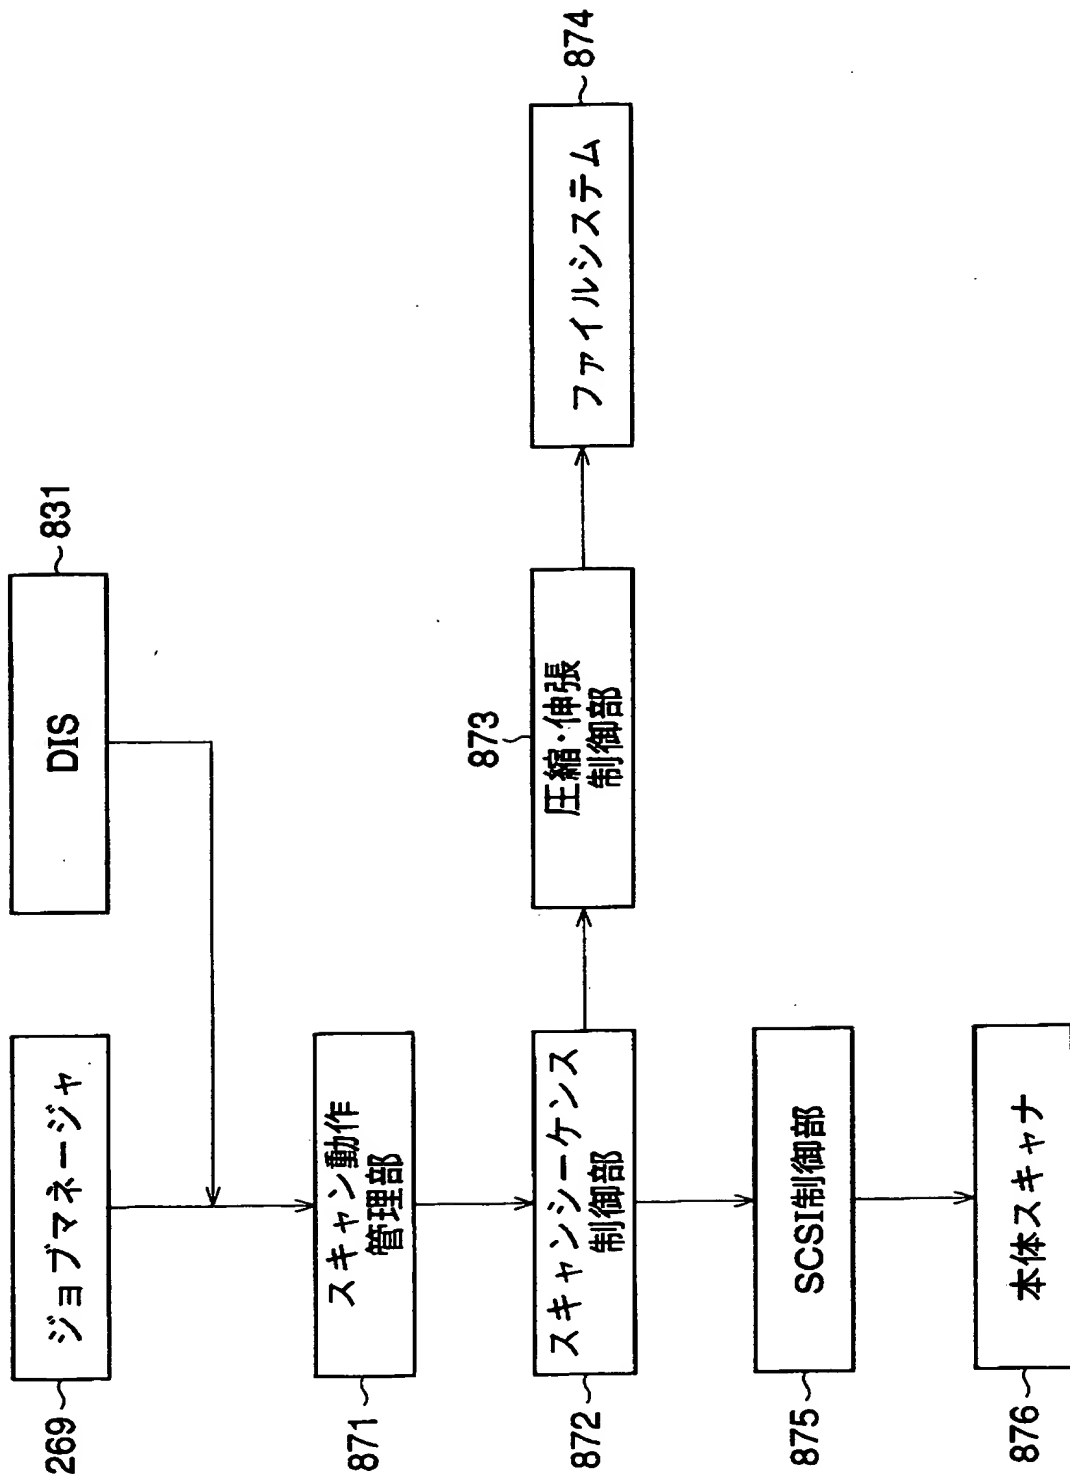 ジョブマネージャ
269
DIS
831
スキャン動作
管理部
871
スキャンシーケンス
制御部
872
873
圧縮・伸張
制御部
ファイルシステム
874
SCSI制御部
875
本体スキャナ
876